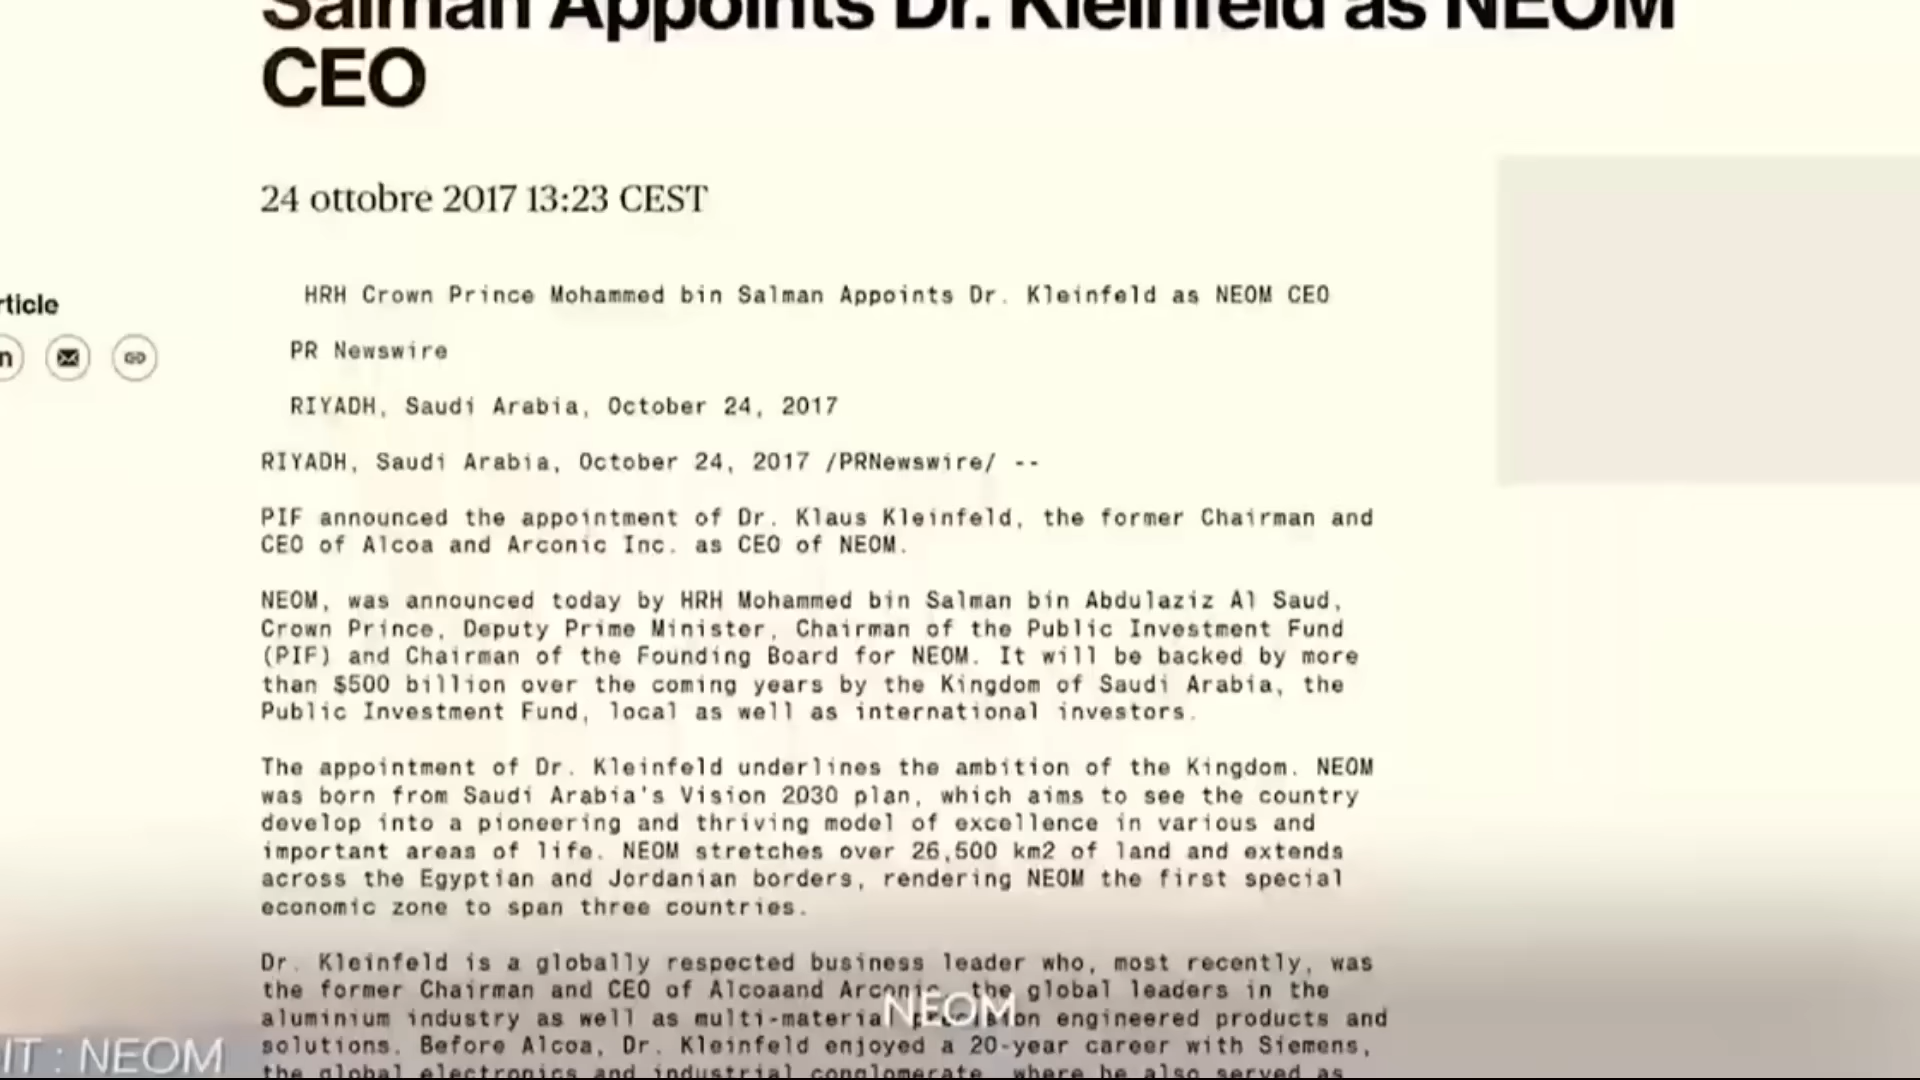 Salman Appoints Dr. Kleinfeld as NEOM
CEO
24 ottobre 2017 13:23 CEST
rticle
n
HRH Crown Prince Mohammed bin Salman Appoints Dr. Kleinfeld as NEOM CEO
PR Newswire
RIYADH, Saudi Arabia, October 24, 2017
RIYADH, Saudi Arabia, October 24, 2017 /PRNewswire/ --
PIF announced the appointment of Dr. Klaus Kleinfeld, the former Chairman and
CEO of Alcoa and Arconic Inc. as CEO of NEOM.
NEOM, was announced today by HRH Mohammed bin Salman bin Abdulaziz Al Saud,
Crown Prince, Deputy Prime Minister, Chairman of the Public Investment Fund
(PIF) and Chairman of the Founding Board for NEOM. It will be backed by more
than $500 billion over the coming years by the Kingdom of Saudi Arabia, the
Public Investment Fund, local as well as international investors.
The appointment of Dr. Kleinfeld underlines the ambition of the Kingdom. NEOM
was born from Saudi Arabia's Vision 2030 plan, which aims to see the country
develop into a pioneering and thriving model of excellence in various and
important areas of life. NEOM stretches over 26,500 km2 of land and extends
across the Egyptian and Jordanian borders, rendering NEOM the first special
economic zone to span three countries.
Dr. Kleinfeld is a globally respected business leader who, most recently, was
the former Chairman and CEO of Alcoaand Arconic, the global leaders in the
aluminium industry as well as multi-material precision engineered products and
solutions. Before Alcoa, Dr. Kleinfeld enjoyed a 20-year career with Siemens,
the global electronics and industrial conglomerate, where he also served as
NEOM
IT : NEOM